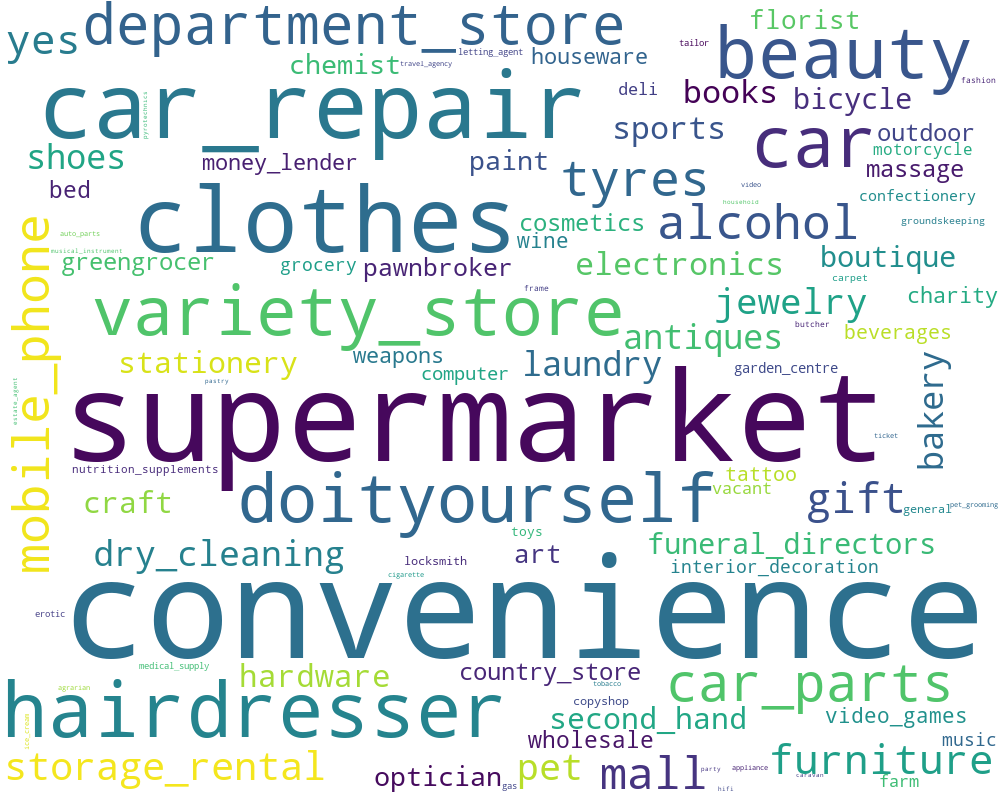 yes
department_store
letting_agent
houseware
tailor
florist
beauty
fashion
chemist
travel_agency
deli
books
bicycle
car_repair
pyrotechnics
sports
car
outdoor
shoes
money_lender
paint
motorcycle
massage
bed
tyres
video
confectionery
household
clothes
cosmetics
alcohol
groundskeeping
auto_parts
wine
musical_instrument
greengrocer
grocery
pawnbroker
electronics
boutique
carpet
mobile_phone
variety_store
frame
jewelry
charity
butcher
antiques
beverages
stationery
weapons
laundry
computer
garden_centre
bakery
pastry
estate_agent
supermarket
ticket
nutrition_supplements
tattoo
vacant
craft
doityourself
gift
general
pet_grooming
toys
dry_cleaning
art
funeral_directors
locksmith
interior_decoration
cigarette
convenience
erotic
medical_supply
hardware
country_store
agrarian
tobacco
car_parts
hairdresser
copyshop
second_hand
video_games
ice_cream
wholesale
music
storage_rental
optician
gas
pet
mall
party
appliance
furniture
caravan
farm
hifi